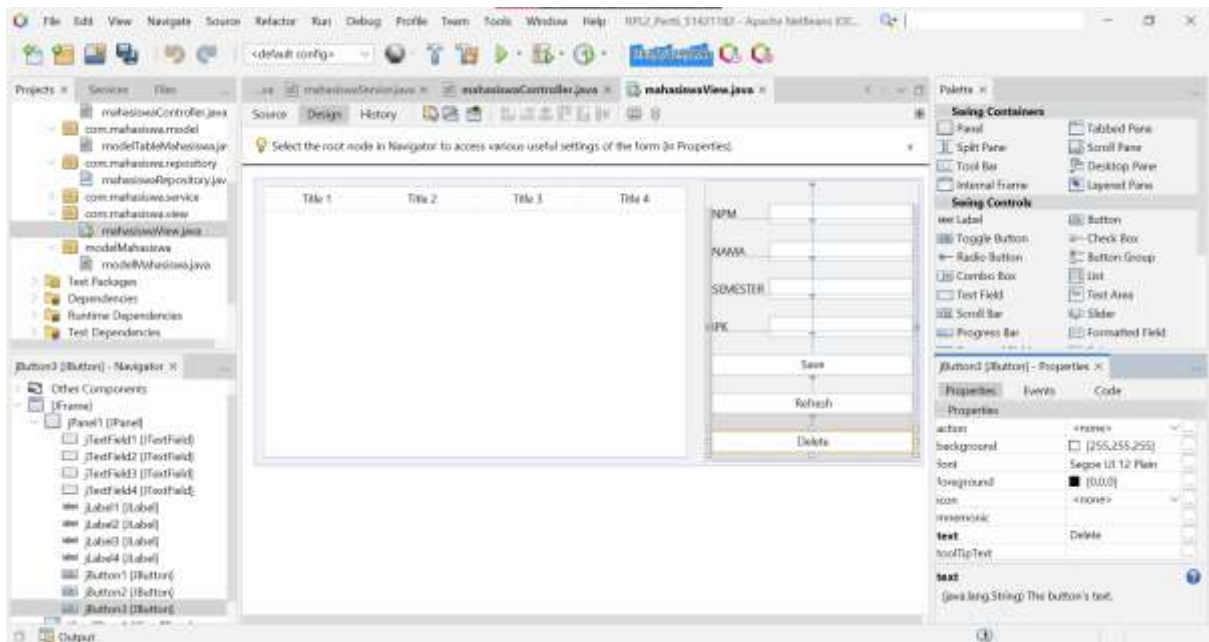 File Edit View Navigate Source Refactor Run Debug Profile Team Tools Window Help
<default config>
Projects Services Files
mahasiswaService.java mahasiswaController.java mahasiswaView.java
Palette
Source Design History
Select the root node in Navigator to access various useful settings of the form (in Properties).
mahasiswaController.java
com.mahasiswa.model
modelTableMahasiswa.jar
com.mahasiswa.repository
mahasiswaRepository.jav
com.mahasiswa.service
com.mahasiswa.view
mahasiswaView.java
modelMahasiswa
modelMahasiswa.java
Test Packages
Dependencies
Runtime Dependencies
Test Dependencies
jButton3 [JButton] - Navigator
Other Components
[JFrame]
jPanel1 [JPanel]
jTextField1 [JTextField]
jTextField2 [JTextField]
jTextField3 [JTextField]
jTextField4 [JTextField]
jLabel1 [JLabel]
jLabel2 [JLabel]
jLabel3 [JLabel]
jLabel4 [JLabel]
jButton1 [JButton]
jButton2 [JButton]
jButton3 [JButton]
Title 1 Title 2 Title 3 Title 4
NPM
NAMA
SEMESTER
IPK
Save
Refresh
Delete
Swing Containers
Panel Tabbed Pane
Split Pane Scroll Pane
Tool Bar Desktop Pane
Internal Frame Layered Pane
Swing Controls
Label Button
Toggle Button Check Box
Radio Button Button Group
Combo Box List
Text Field Text Area
Scroll Bar Slider
Progress Bar Formatted Field
jButton3 [JButton] - Properties
Properties Events Code
Properties
action <none>
background [255,255,255]
font Segoe UI 12 Plain
foreground [0,0,0]
icon <none>
mnemonic
text Delete
toolTipText
text
(java.lang.String) The button's text.
Output